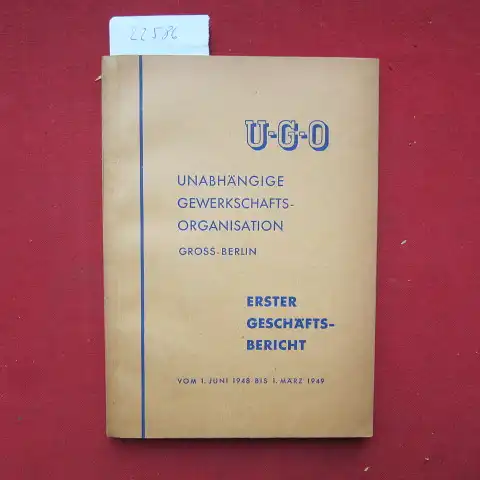 22586
U-G-O
UNABHÄNGIGE
GEWERKSCHAFTS-
ORGANISATION
GROSS-BERLIN
ERSTER
GESCHÄFTS-
BERICHT
VOM 1. JUNI 1948 BIS 1. MÄRZ 1949